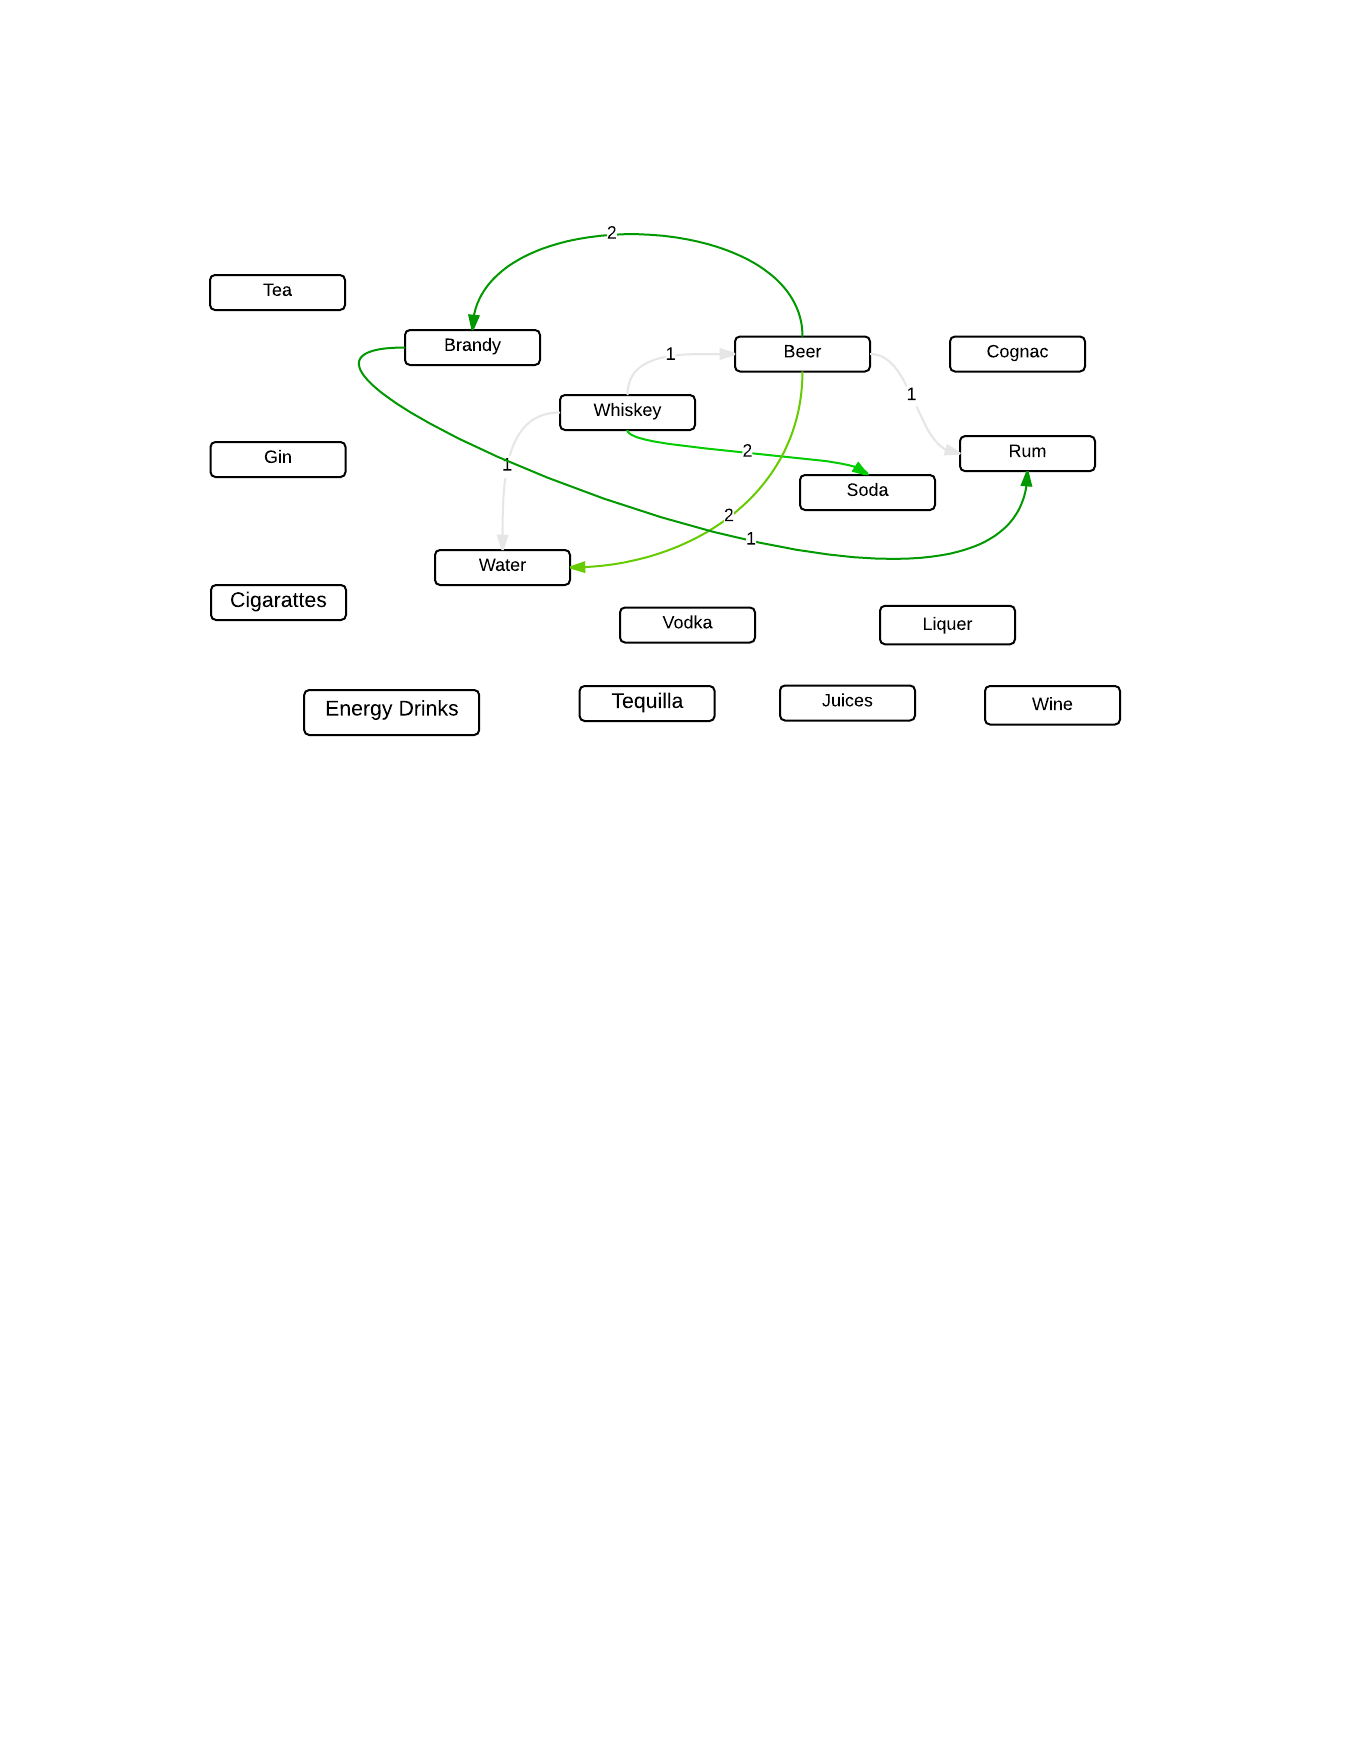 2
Tea
Brandy
Beer
Cognac
1
1
Whiskey
Rum
2
Gin
1
Soda
2
1
Water
Cigarattes
Vodka
Liquer
Energy Drinks
Tequilla
Juices
Wine